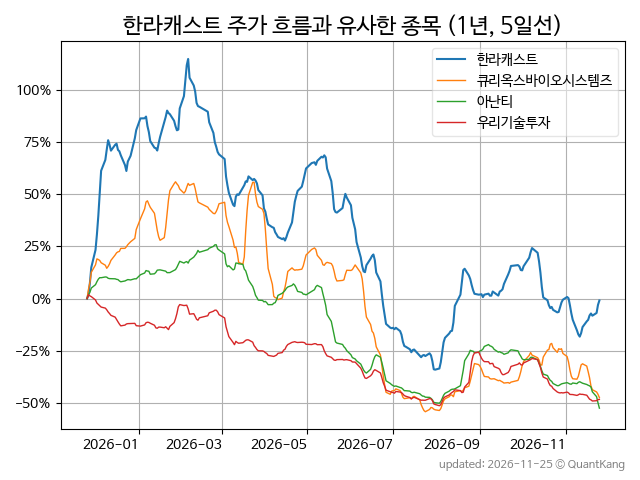 한라캐스트 주가 흐름과 유사한 종목 (1년, 5일선)
한라캐스트
큐리옥스바이오시스템즈
아난티
우리기술투자
100%
75%
50%
25%
0%
−25%
−50%
2026-01
2026-03
2026-05
2026-07
2026-09
2026-11
updated: 2026-11-25 © QuantKang